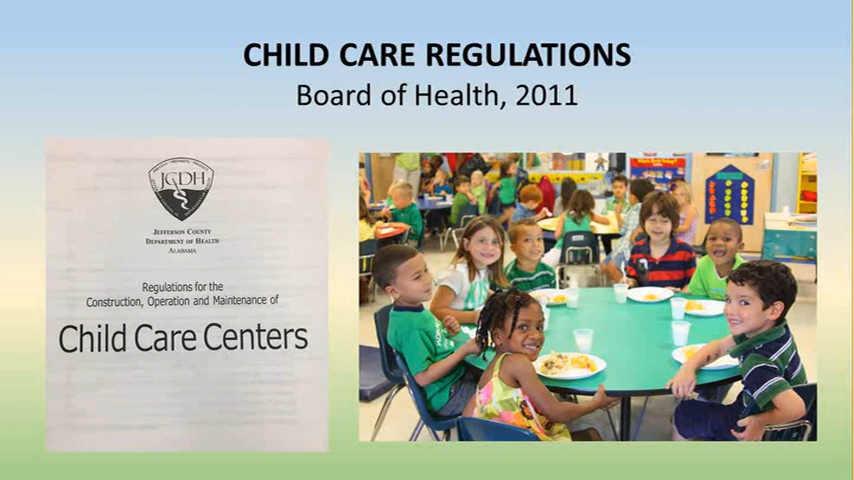 CHILD CARE REGULATIONS
Board of Health, 2011
JCDH
JEFFERSON COUNTY
DEPARTMENT OF HEALTH
ALABAMA
Regulations for the
Construction, Operation and Maintenance of
Child Care Centers